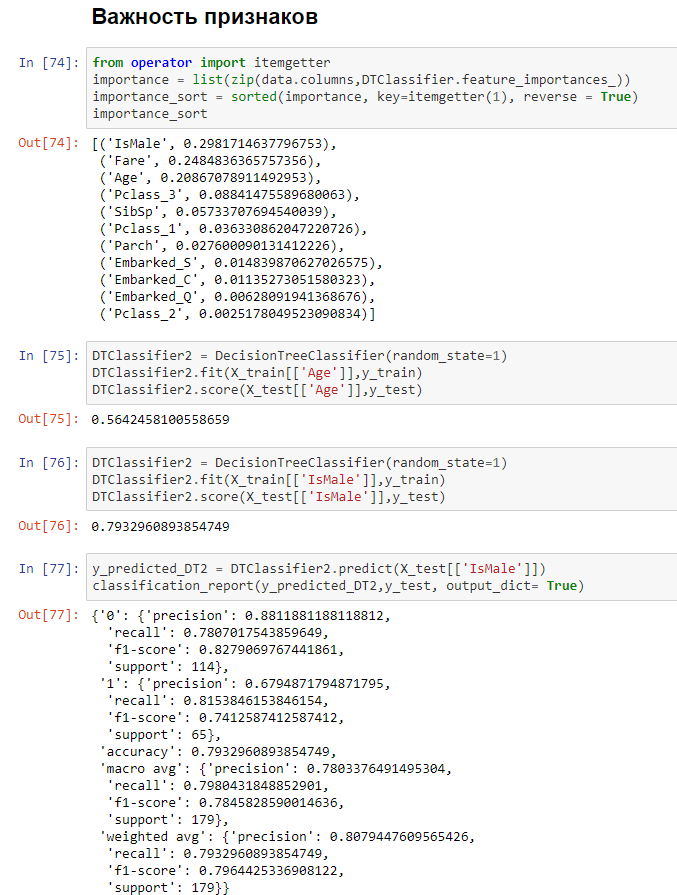 Важность признаков
In [74]: from operator import itemgetter
importance = list(zip(data.columns,DTClassifier.feature_importances_))
importance_sort = sorted(importance, key=itemgetter(1), reverse = True)
importance_sort
Out[74]: [('IsMale', 0.2981714637796753),
('Fare', 0.2484836365757356),
('Age', 0.20867078911492953),
('Pclass_3', 0.08841475589680063),
('SibSp', 0.05733707694540039),
('Pclass_1', 0.036330862047220726),
('Parch', 0.027600090131412226),
('Embarked_S', 0.014839870627026575),
('Embarked_C', 0.01135273051580323),
('Embarked_Q', 0.00628091941368676),
('Pclass_2', 0.0025178049523090834)]
In [75]: DTClassifier2 = DecisionTreeClassifier(random_state=1)
DTClassifier2.fit(X_train[['Age']],y_train)
DTClassifier2.score(X_test[['Age']],y_test)
Out[75]: 0.5642458100558659
In [76]: DTClassifier2 = DecisionTreeClassifier(random_state=1)
DTClassifier2.fit(X_train[['IsMale']],y_train)
DTClassifier2.score(X_test[['IsMale']],y_test)
Out[76]: 0.7932960893854749
In [77]: y_predicted_DT2 = DTClassifier2.predict(X_test[['IsMale']])
classification_report(y_predicted_DT2,y_test, output_dict= True)
Out[77]: {'0': {'precision': 0.8811881188118812,
'recall': 0.7807017543859649,
'f1-score': 0.8279069767441861,
'support': 114},
'1': {'precision': 0.6794871794871795,
'recall': 0.8153846153846154,
'f1-score': 0.7412587412587412,
'support': 65},
'accuracy': 0.7932960893854749,
'macro avg': {'precision': 0.7803376491495304,
'recall': 0.7980431848852901,
'f1-score': 0.7845828590014636,
'support': 179},
'weighted avg': {'precision': 0.8079447609565426,
'recall': 0.7932960893854749,
'f1-score': 0.7964425336908122,
'support': 179}}